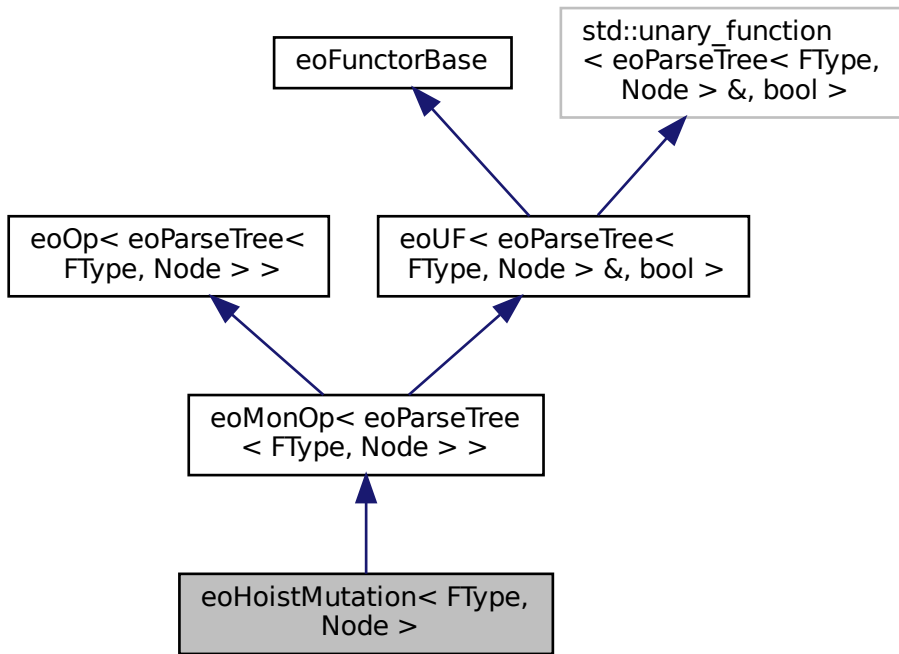 eoFunctorBase
std::unary_function
< eoParseTree< FType,
Node > &, bool >
eoOp< eoParseTree<
FType, Node > >
eoUF< eoParseTree<
FType, Node > &, bool >
eoMonOp< eoParseTree
< FType, Node > >
eoHoistMutation< FType,
Node >